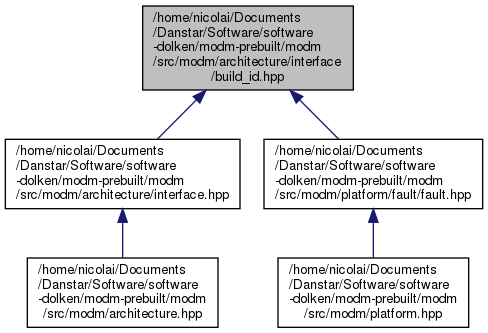 /home/nicolai/Documents
/Danstar/Software/software
-dolken/modm-prebuilt/modm
/src/modm/architecture/interface
/build_id.hpp
/home/nicolai/Documents
/Danstar/Software/software
-dolken/modm-prebuilt/modm
/src/modm/architecture/interface.hpp
/home/nicolai/Documents
/Danstar/Software/software
-dolken/modm-prebuilt/modm
/src/modm/platform/fault/fault.hpp
/home/nicolai/Documents
/Danstar/Software/software
-dolken/modm-prebuilt/modm
/src/modm/architecture.hpp
/home/nicolai/Documents
/Danstar/Software/software
-dolken/modm-prebuilt/modm
/src/modm/platform.hpp